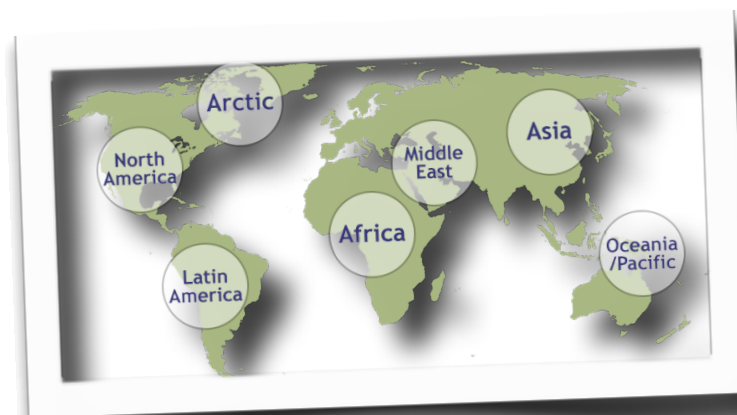 Arctic
Asia
North
America
Middle
East
Africa
Oceania
/Pacific
Latin
America